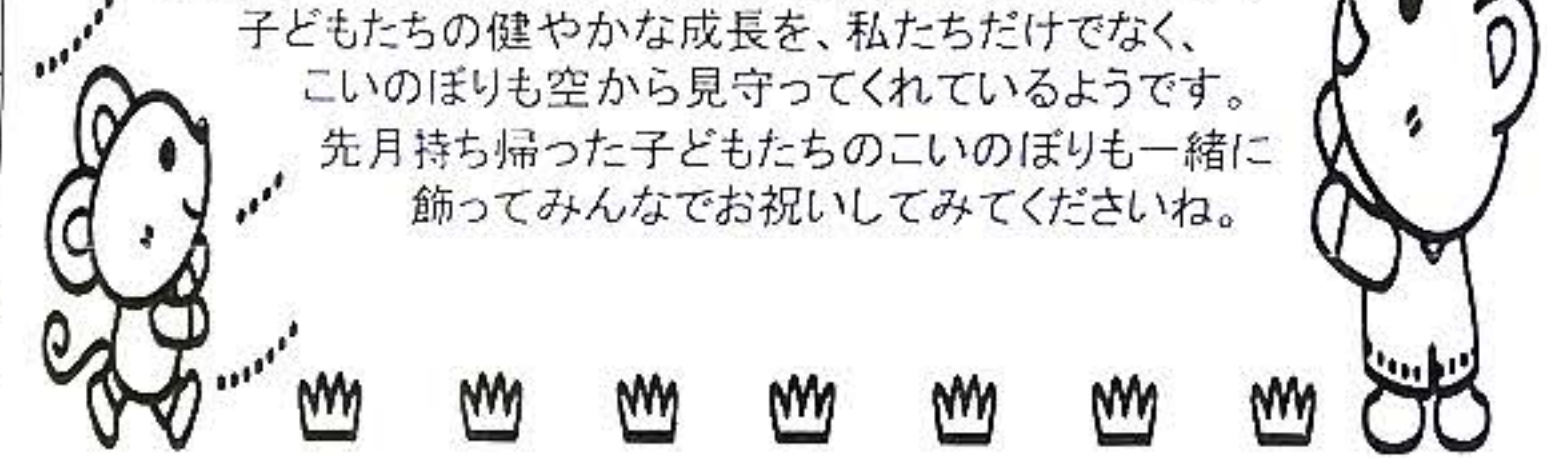 子どもたちの健やかな成長を、私たちだけでなく、
こいのぼりも空から見守ってくれているようです。
先月持ち帰った子どもたちのこいのぼりも一緒に
飾ってみんなでお祝いしてみてくださいね。